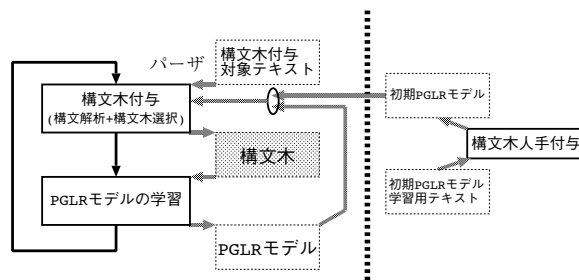 パーザ
構文木付与
対象テキスト
構文木付与
(構文解析+構文木選択)
構文木
PGLRモデルの学習
PGLRモデル
初期PGLRモデル
構文木人手付与
初期PGLRモデル
学習用テキスト